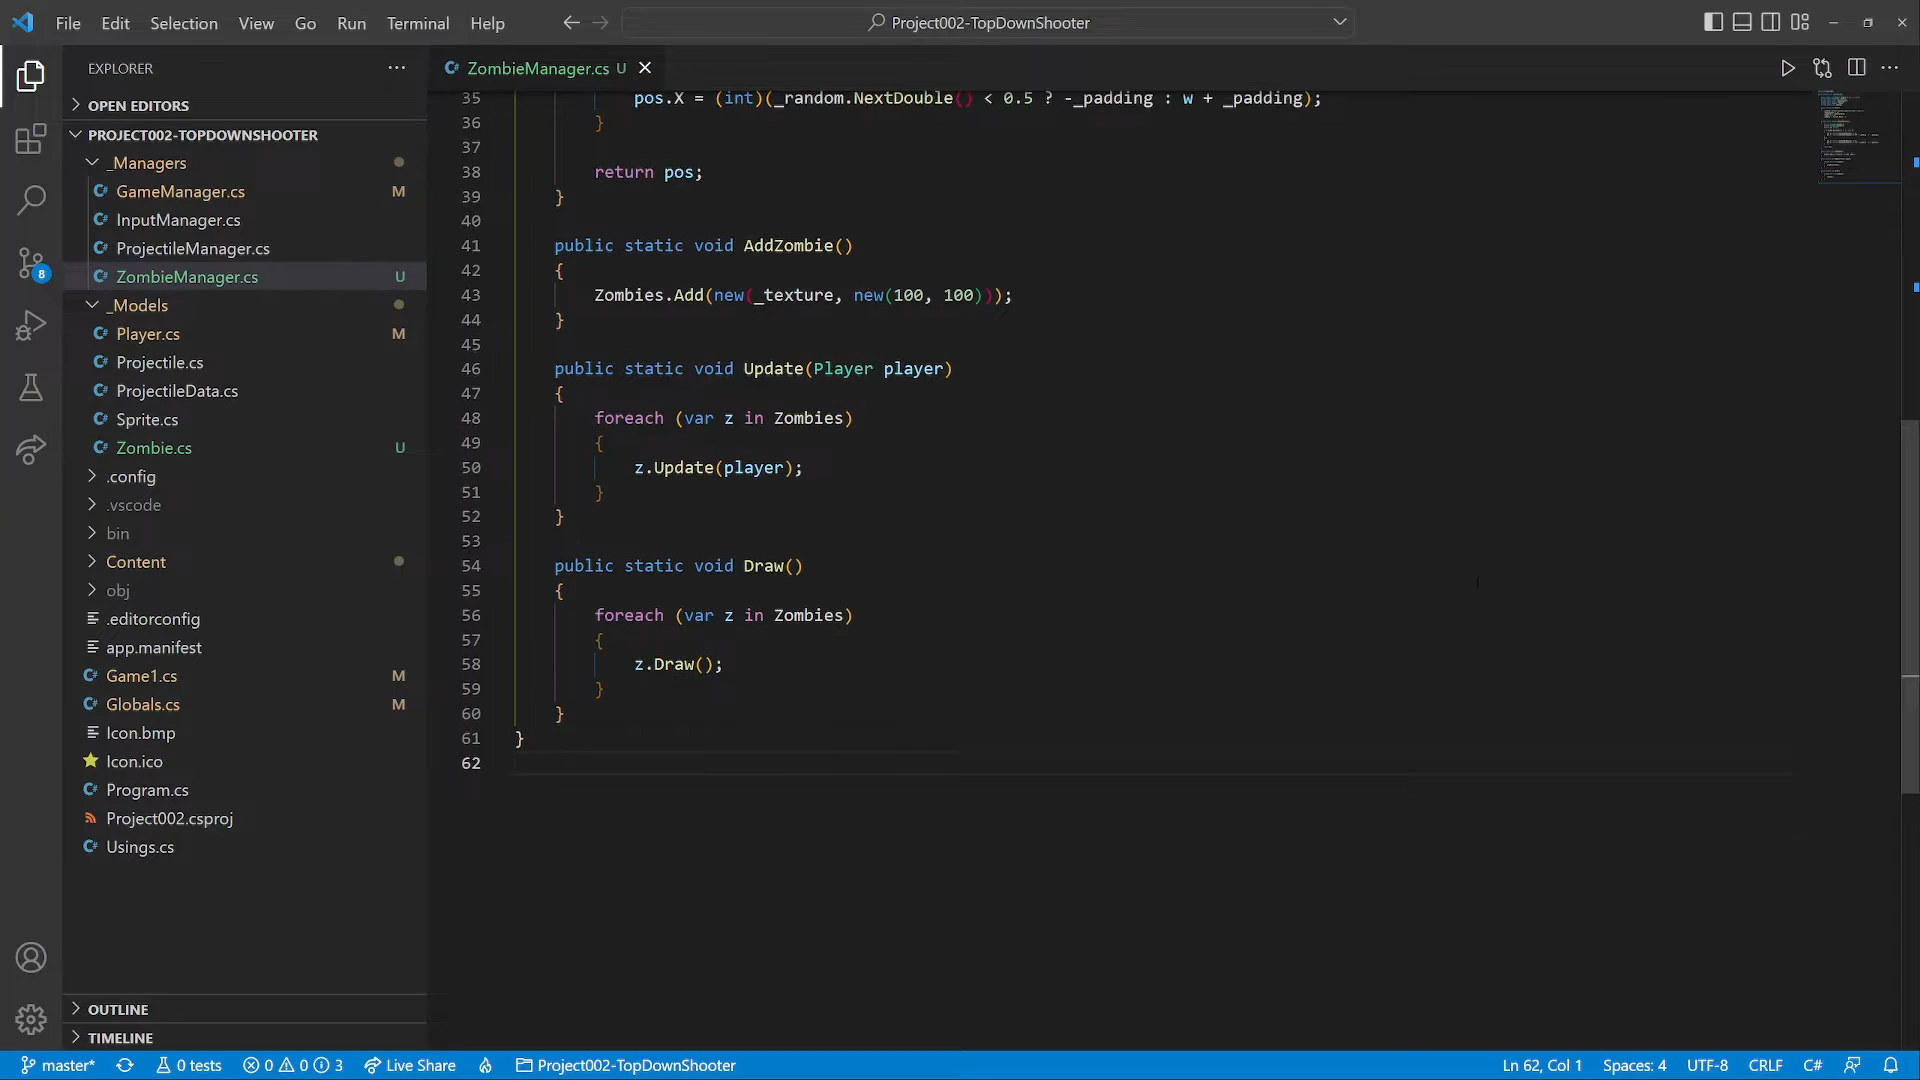 File Edit Selection View Go Run Terminal Help
Project002-TopDownShooter
EXPLORER
OPEN EDITORS
PROJECT002-TOPDOWNSHOOTER
_Managers
GameManager.cs M
InputManager.cs
ProjectileManager.cs
ZombieManager.cs U
_Models
Player.cs M
Projectile.cs
ProjectileData.cs
Sprite.cs
Zombie.cs U
.config
.vscode
bin
Content
obj
.editorconfig
app.manifest
Game1.cs M
Globals.cs M
Icon.bmp
Icon.ico
Program.cs
Project002.csproj
Usings.cs
OUTLINE
TIMELINE
8
ZombieManager.cs U
35 pos.X = (int)(_random.NextDouble() < 0.5 ? -_padding : w + _padding);
36 }
37
38 return pos;
39 }
40
41 public static void AddZombie()
42 {
43 Zombies.Add(new(_texture, new(100, 100)));
44 }
45
46 public static void Update(Player player)
47 {
48 foreach (var z in Zombies)
49 {
50 z.Update(player);
51 }
52 }
53
54 public static void Draw()
55 {
56 foreach (var z in Zombies)
57 {
58 z.Draw();
59 }
60 }
61 }
62
master* 0 tests 0 0 3 Live Share Project002-TopDownShooter Ln 62, Col 1 Spaces: 4 UTF-8 CRLF C#